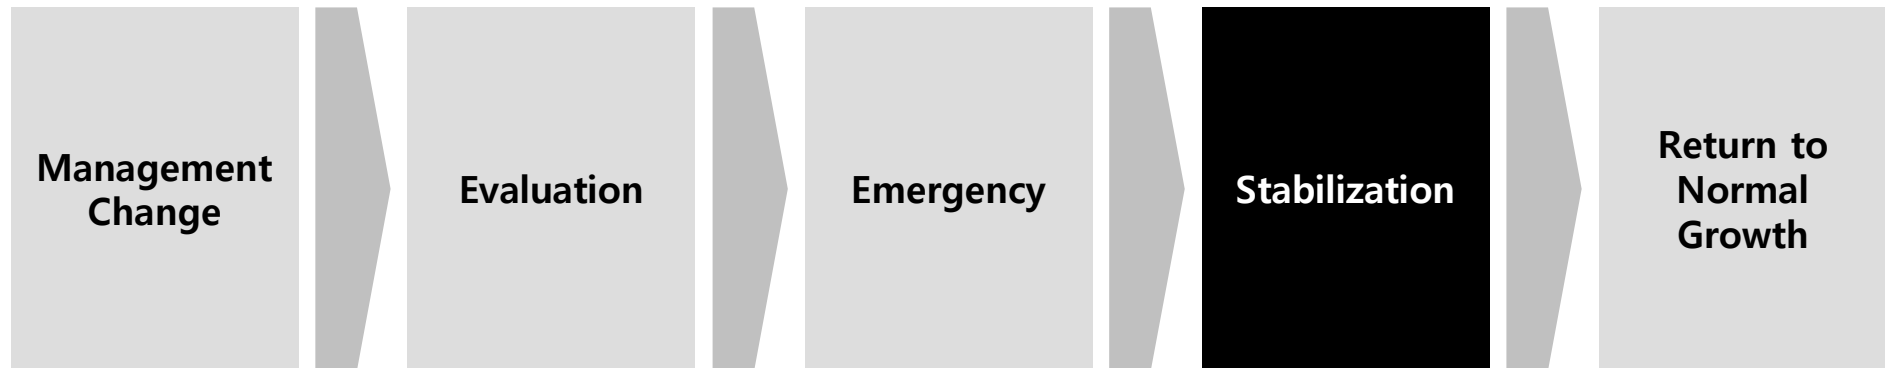 Management
Change
Evaluation
Emergency
Stabilization
Return to
Normal
Growth